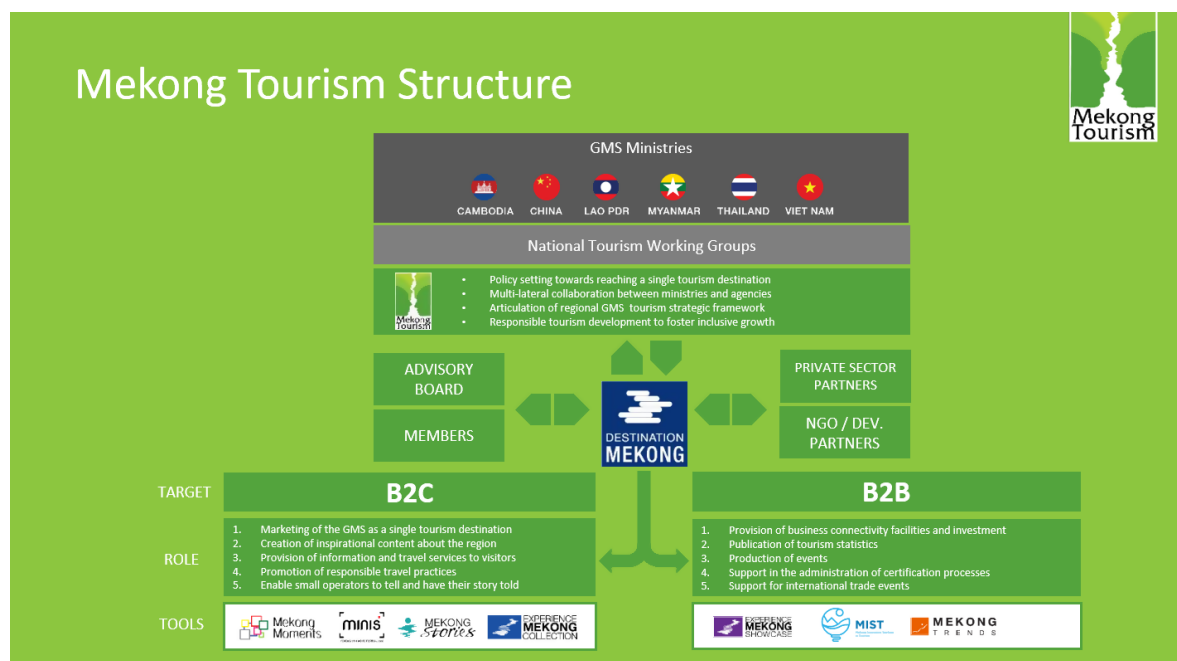 Mekong Tourism Structure
Mekong
Tourism
GMS Ministries
CAMBODIA CHINA LAO PDR MYANMAR THAILAND VIET NAM
National Tourism Working Groups
Mekong
Tourism
• Policy setting towards reaching a single tourism destination
• Multi-lateral collaboration between ministries and agencies
• Articulation of regional GMS tourism strategic framework
• Responsible tourism development to foster inclusive growth
ADVISORY
BOARD
MEMBERS
DESTINATION
MEKONG
PRIVATE SECTOR
PARTNERS
NGO / DEV.
PARTNERS
TARGET
B2C
B2B
ROLE
1. Marketing of the GMS as a single tourism destination
2. Creation of inspirational content about the region
3. Provision of information and travel services to visitors
4. Promotion of responsible travel practices
5. Enable small operators to tell and have their story told
1. Provision of business connectivity facilities and investment
2. Publication of tourism statistics
3. Production of events
4. Support in the administration of certification processes
5. Support for international trade events
TOOLS
Mekong
Moments
minis
MEKONG
Stories
EXPERIENCE
MEKONG
COLLECTION
EXPERIENCE
MEKONG
SHOWCASE
MIST
MEKONG
TRENDS